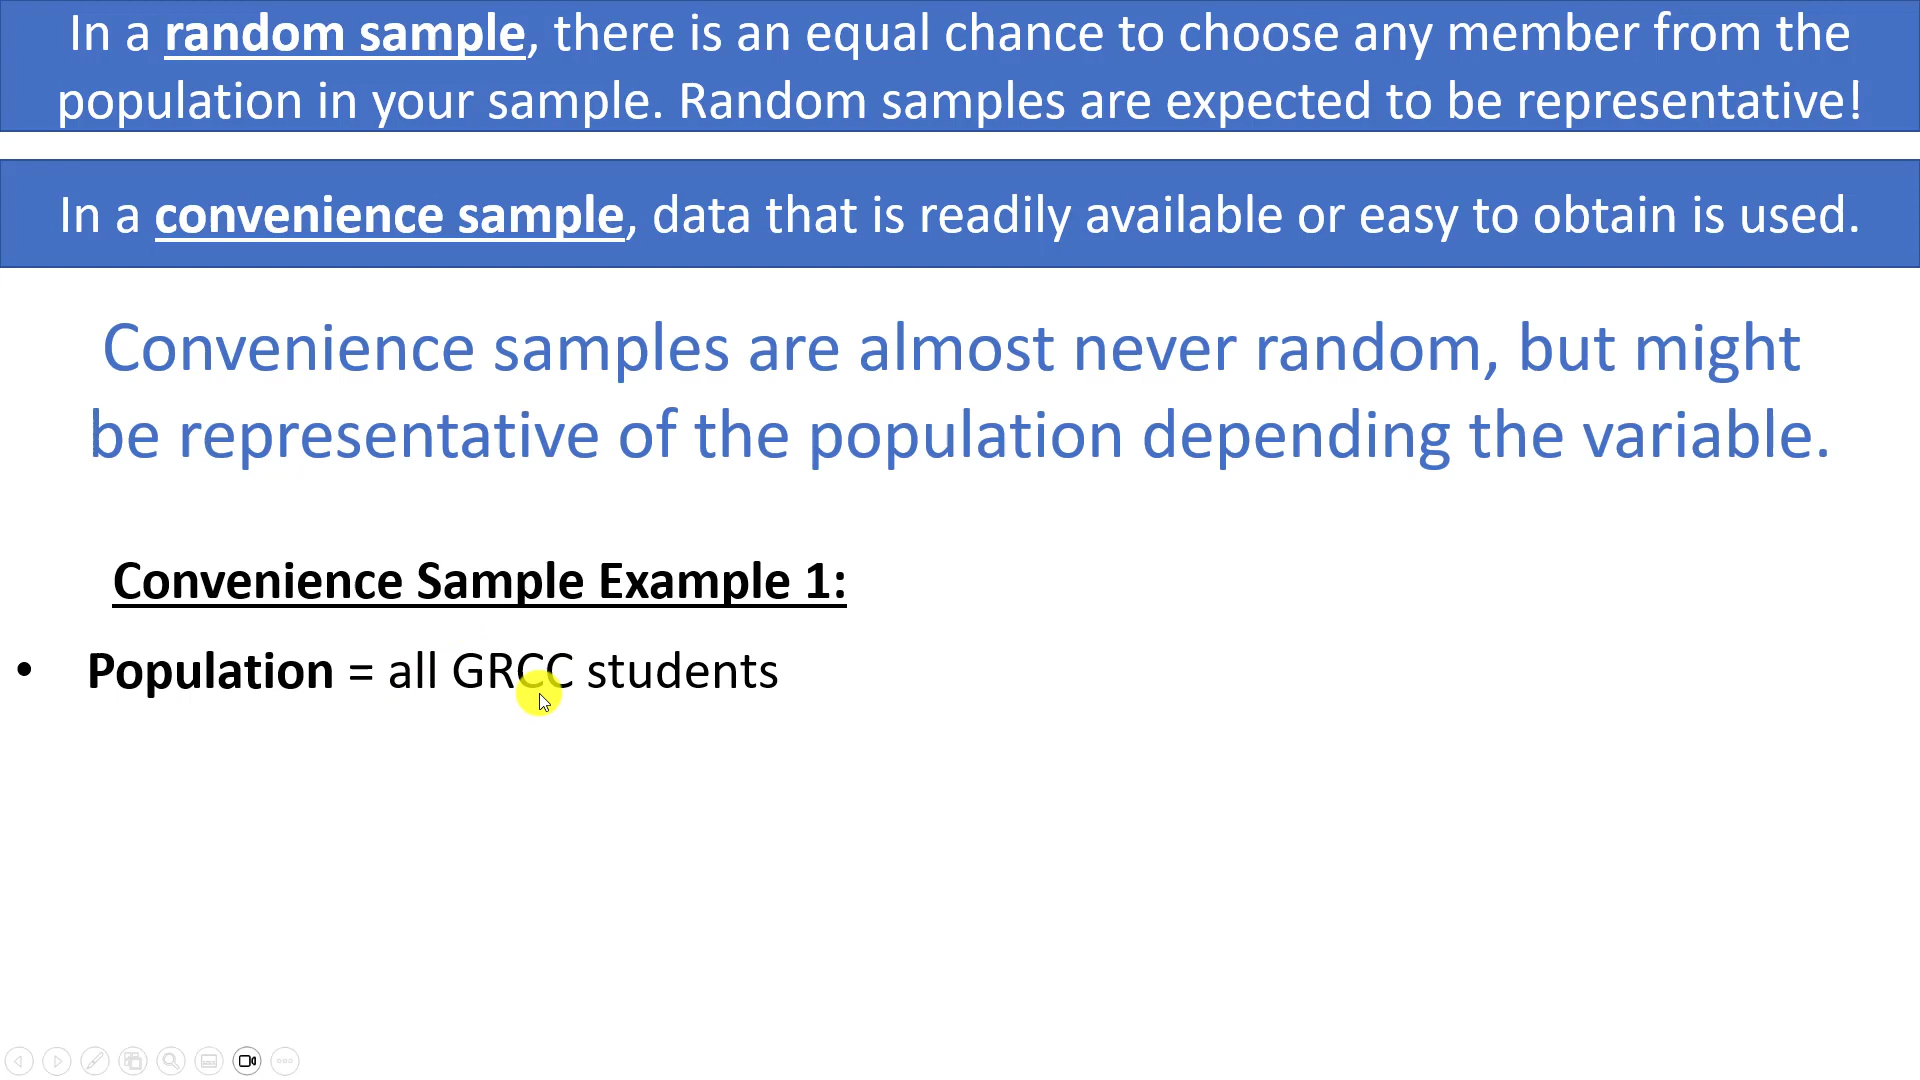 In a random sample, there is an equal chance to choose any member from the
population in your sample. Random samples are expected to be representative!
In a convenience sample, data that is readily available or easy to obtain is used.
Convenience samples are almost never random, but might
be representative of the population depending the variable.
Convenience Sample Example 1:
• Population = all GRCC students